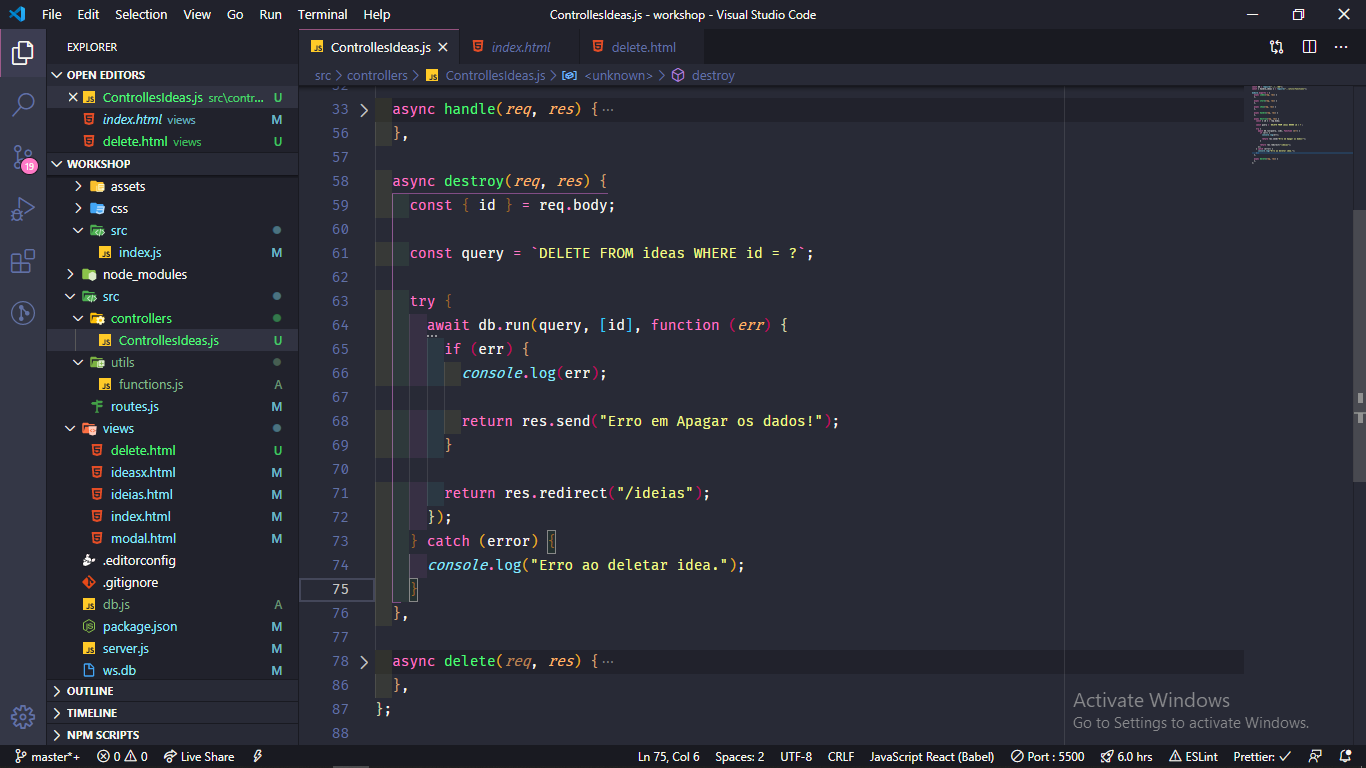 File Edit Selection View Go Run Terminal Help ControllesIdeas.js - workshop - Visual Studio Code
EXPLORER
OPEN EDITORS
ControllesIdeas.js src\contr... U
index.html views M
delete.html views U
19
WORKSHOP
assets
css
src
index.js M
node_modules
src
controllers
ControllesIdeas.js U
utils
functions.js A
routes.js M
views
delete.html U
ideasx.html M
ideias.html M
index.html M
modal.html M
.editorconfig
.gitignore
db.js A
package.json M
server.js M
ws.db M
OUTLINE
TIMELINE
NPM SCRIPTS
ControllesIdeas.js index.html delete.html
src > controllers > ControllesIdeas.js > <unknown> > destroy
33 async handle(req, res) { ...
56 },
57
58 async destroy(req, res) {
59 const { id } = req.body;
60
61 const query = `DELETE FROM ideas WHERE id = ?`;
62
63 try {
64 await db.run(query, [id], function (err) {
65 if (err) {
66 console.log(err);
67
68 return res.send("Erro em Apagar os dados!");
69 }
70
71 return res.redirect("/ideias");
72 });
73 } catch (error) {
74 console.log("Erro ao deletar idea.");
75 }
76 },
77
78 async delete(req, res) { ...
86 },
87 };
88
Activate Windows
Go to Settings to activate Windows.
master*+ 0 0 Live Share Ln 75, Col 6 Spaces: 2 UTF-8 CRLF JavaScript React (Babel) Port : 5500 6.0 hrs ESLint Prettier: